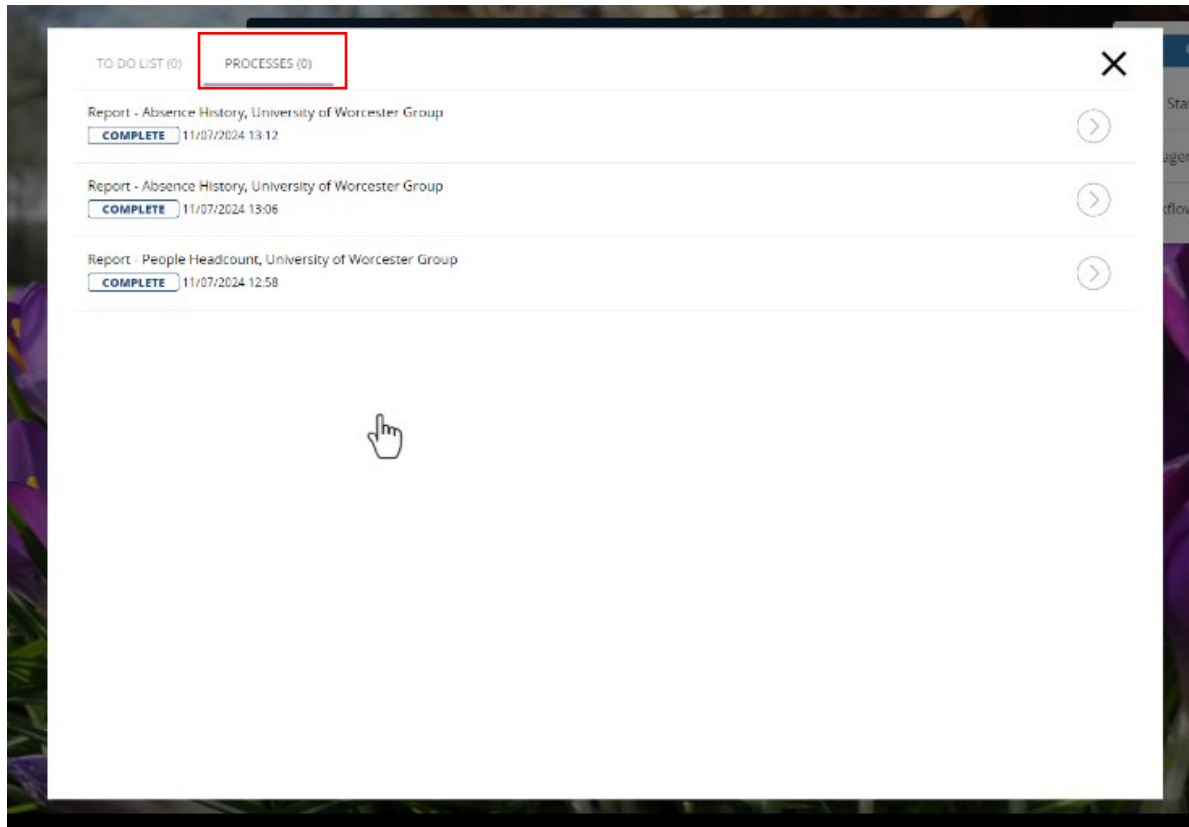 TO DO LIST (0) PROCESSES (0)
Report - Absence History, University of Worcester Group
COMPLETE 11/07/2024 13:12
Report - Absence History, University of Worcester Group
COMPLETE 11/07/2024 13:06
Report - People Headcount, University of Worcester Group
COMPLETE 11/07/2024 12:58